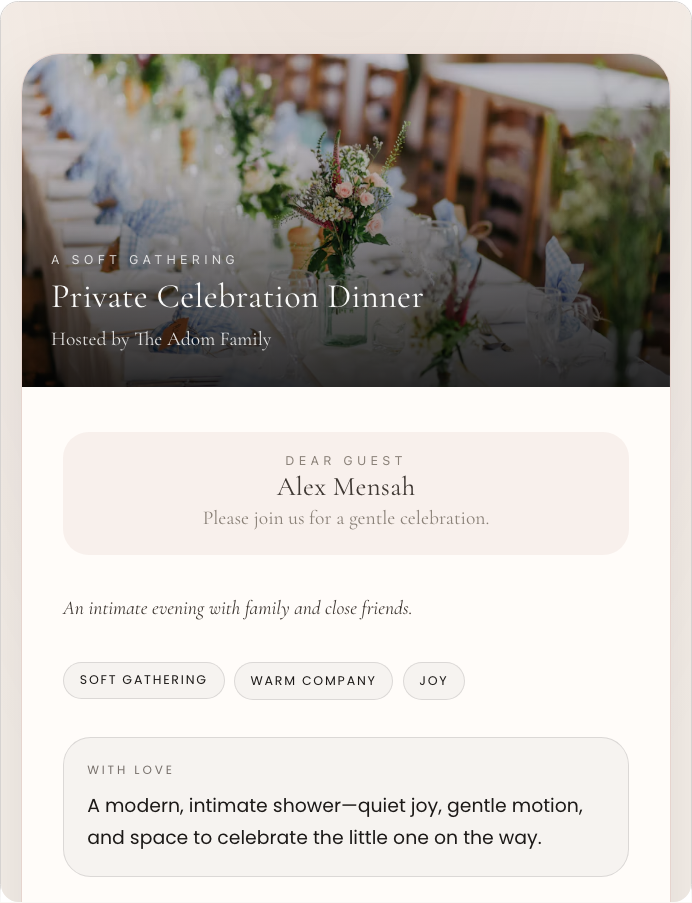 A SOFT GATHERING
Private Celebration Dinner
Hosted by The Adom Family
DEAR GUEST
Alex Mensah
Please join us for a gentle celebration.
An intimate evening with family and close friends.
SOFT GATHERING
WARM COMPANY
JOY
WITH LOVE
A modern, intimate shower—quiet joy, gentle motion,
and space to celebrate the little one on the way.